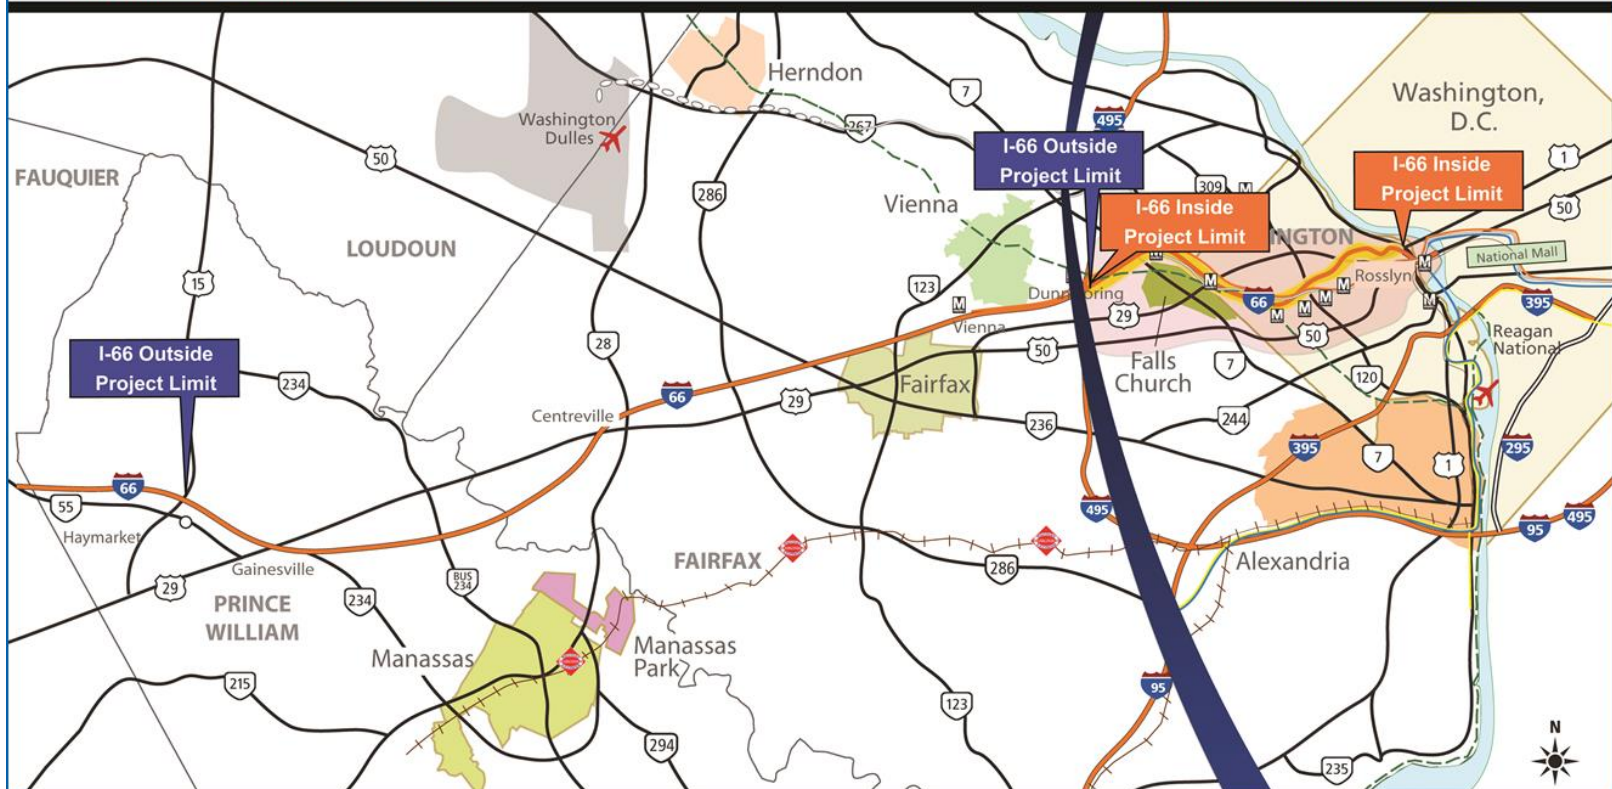 Herndon
Washington,
D.C.
7
495
Washington
Dulles
267
I-66 Outside
Project Limit
I-66 Inside
Project Limit
1
50
FAUQUIER
286
309
M
50
Vienna
I-66 Inside
Project Limit
INGTON
LOUDOUN
National Mall
M
M
Rosslyn
M
15
123
Dunn
oring
M
66
M
M
M
M
395
M
29
Vienna
50
Reagan
National
I-66 Outside
Project Limit
28
50
Falls
Church
7
234
120
66
Fairfax
29
Centreville
236
244
395
7
1
295
66
55
495
95
495
Haymarket
Gainesville
FAIRFAX
286
Alexandria
29
BUS
234
234
PRINCE
WILLIAM
Manassas
Manassas
Park
215
95
123
294
235
N